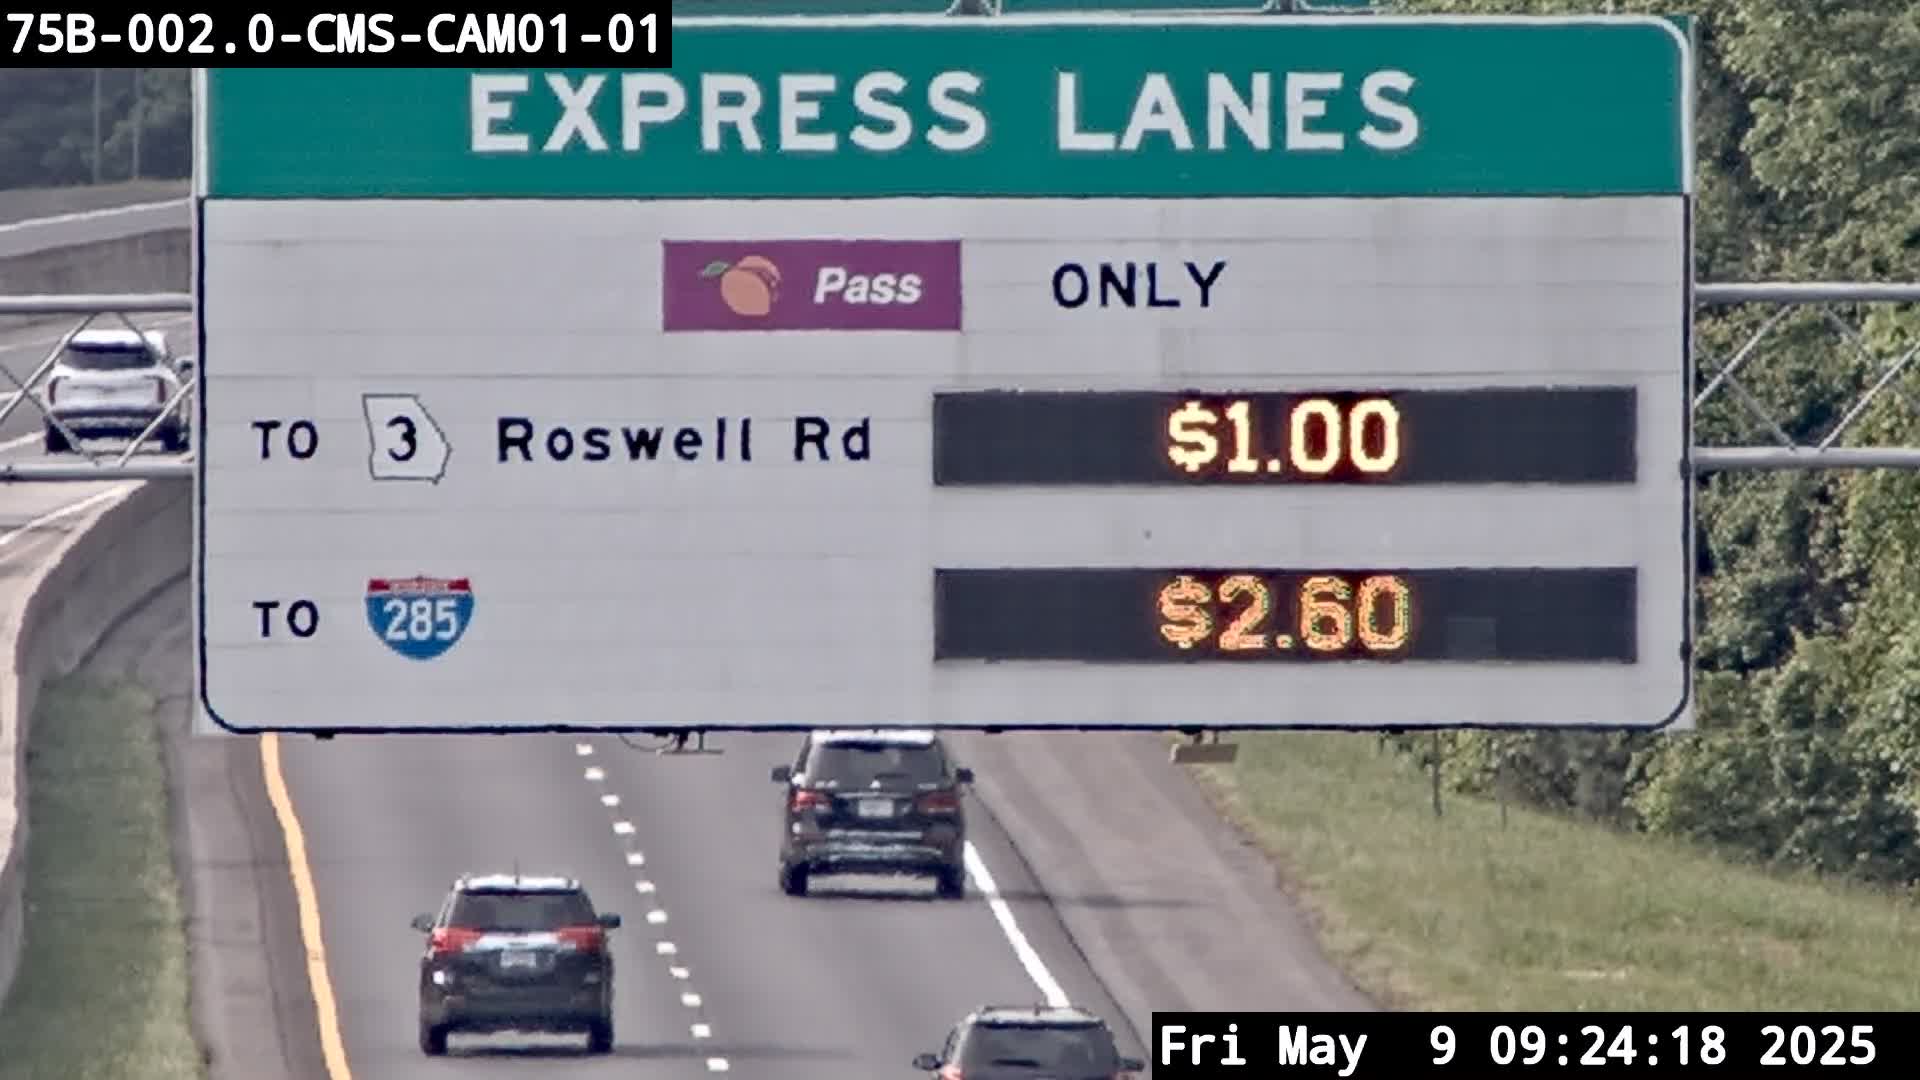 75B-002.0-CMS-CAM01-01
EXPRESS LANES
Pass ONLY
TO 3 Roswell Rd $1.00
TO 285 $2.60
Fri May 9 09:24:18 2025